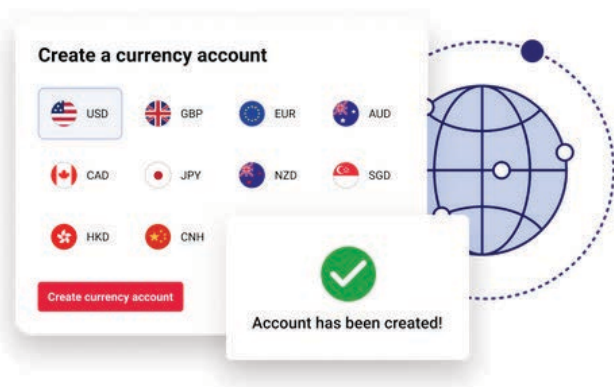 Create a currency account
USD GBP EUR AUD
CAD JPY NZD SGD
HKD CNH
Create currency account
Account has been created!